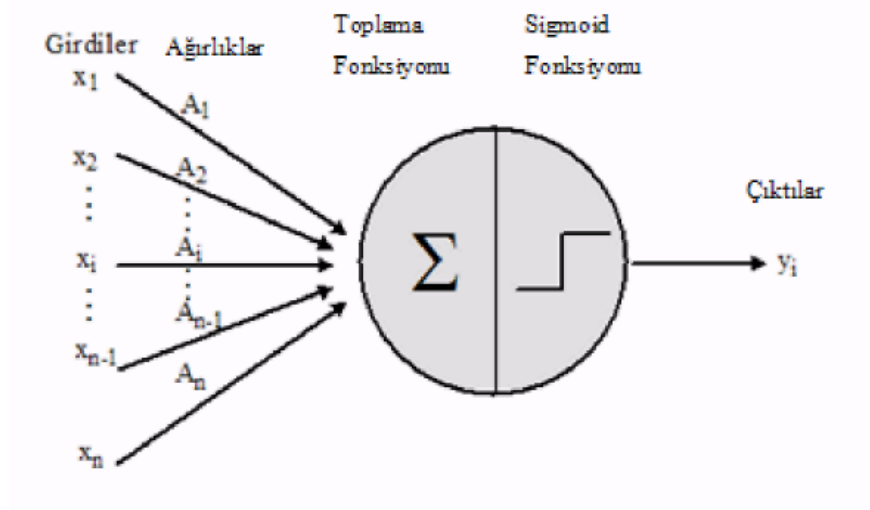 Girdiler
Ağırlıklar
Toplama
Fonksiyonu
Sigmoid
Fonksiyonu
x1
A1
x2
A2
⋮
⋮
xi
Ai
⋮
⋮
An-1
xn-1
An
xn
Σ
Çıktılar
yi